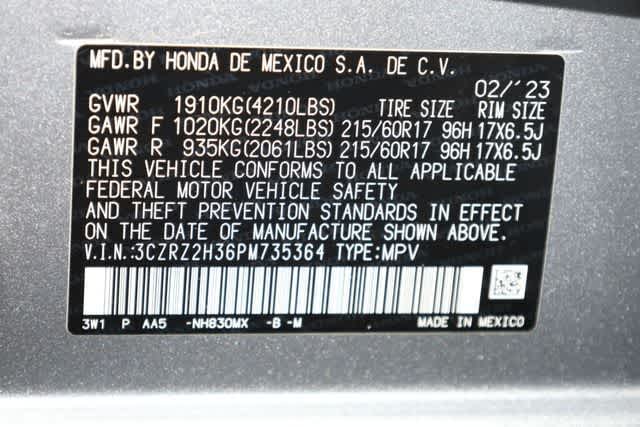 MFD.BY HONDA DE MEXICO S.A. DE C.V.
02/'23
GVWR 1910KG(4210LBS) TIRE SIZE RIM SIZE
GAWR F 1020KG(2248LBS) 215/60R17 96H 17X6.5J
GAWR R 935KG(2061LBS) 215/60R17 96H 17X6.5J
THIS VEHICLE CONFORMS TO ALL APPLICABLE
FEDERAL MOTOR VEHICLE SAFETY
AND THEFT PREVENTION STANDARDS IN EFFECT
ON THE DATE OF MANUFACTURE SHOWN ABOVE.
V.I.N.:3CZRZ2H36PM735364 TYPE:MPV
3W1 P AA5 -NH830MX -B -M MADE IN MEXICO